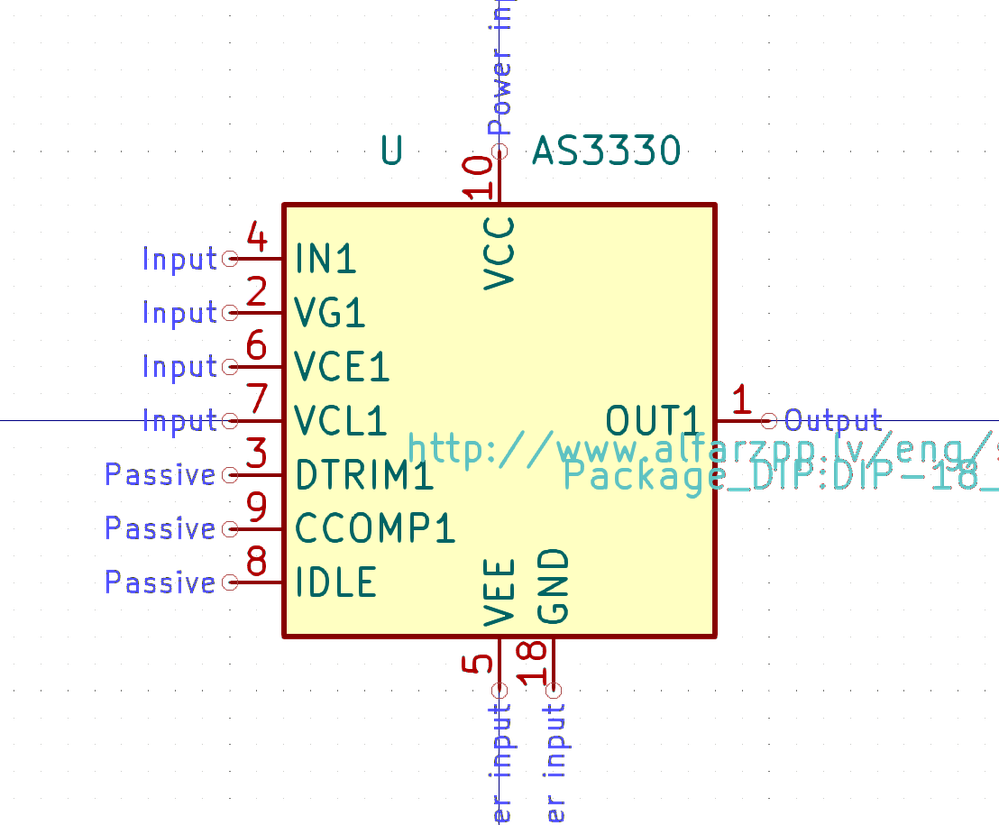 Power in
U
AS3330
10
VCC
Input 4 IN1
Input 2 VG1
Input 6 VCE1
Input 7 VCL1
OUT1 1 Output
http://www.alfarzpp.lv/eng/s
Passive 3 DTRIM1
Package_DIP:DIP-18_
Passive 9 CCOMP1
Passive 8 IDLE
VEE
GND
5
18
er input
er input